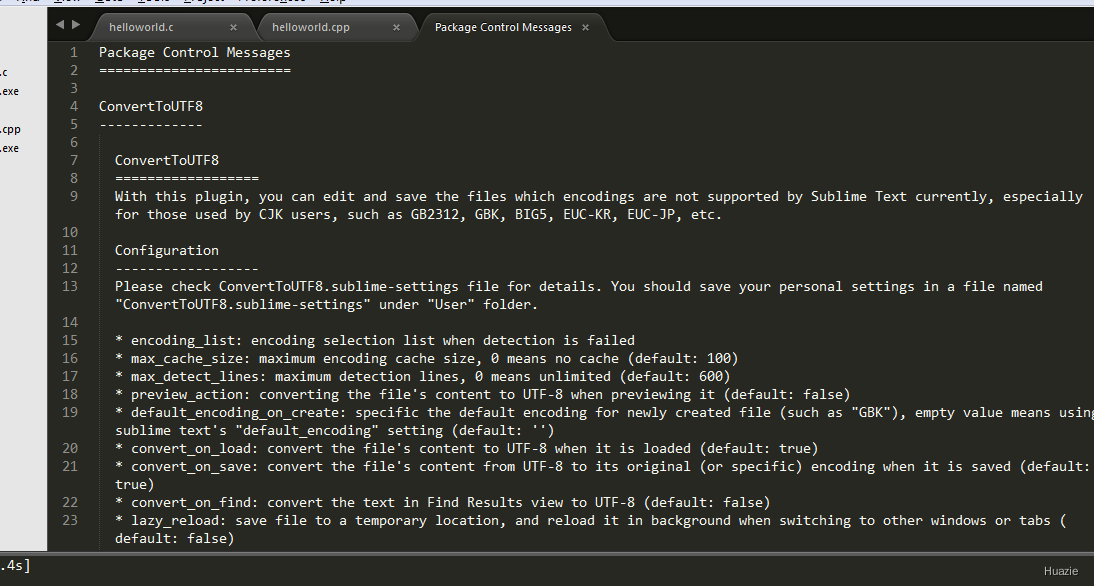 helloworld.c
helloworld.cpp
Package Control Messages
.c
.exe
.cpp
.exe
1 Package Control Messages
2 ========================
3
4 ConvertToUTF8
5 -------------
6
7 ConvertToUTF8
8 ==================
9 With this plugin, you can edit and save the files which encodings are not supported by Sublime Text currently, especially
for those used by CJK users, such as GB2312, GBK, BIG5, EUC-KR, EUC-JP, etc.
10
11 Configuration
12 ------------------
13 Please check ConvertToUTF8.sublime-settings file for details. You should save your personal settings in a file named
"ConvertToUTF8.sublime-settings" under "User" folder.
14
15 * encoding_list: encoding selection list when detection is failed
16 * max_cache_size: maximum encoding cache size, 0 means no cache (default: 100)
17 * max_detect_lines: maximum detection lines, 0 means unlimited (default: 600)
18 * preview_action: converting the file's content to UTF-8 when previewing it (default: false)
19 * default_encoding_on_create: specific the default encoding for newly created file (such as "GBK"), empty value means using
sublime text's "default_encoding" setting (default: '')
20 * convert_on_load: convert the file's content to UTF-8 when it is loaded (default: true)
21 * convert_on_save: convert the file's content from UTF-8 to its original (or specific) encoding when it is saved (default:
true)
22 * convert_on_find: convert the text in Find Results view to UTF-8 (default: false)
23 * lazy_reload: save file to a temporary location, and reload it in background when switching to other windows or tabs (
default: false)
.4s]
Huazie